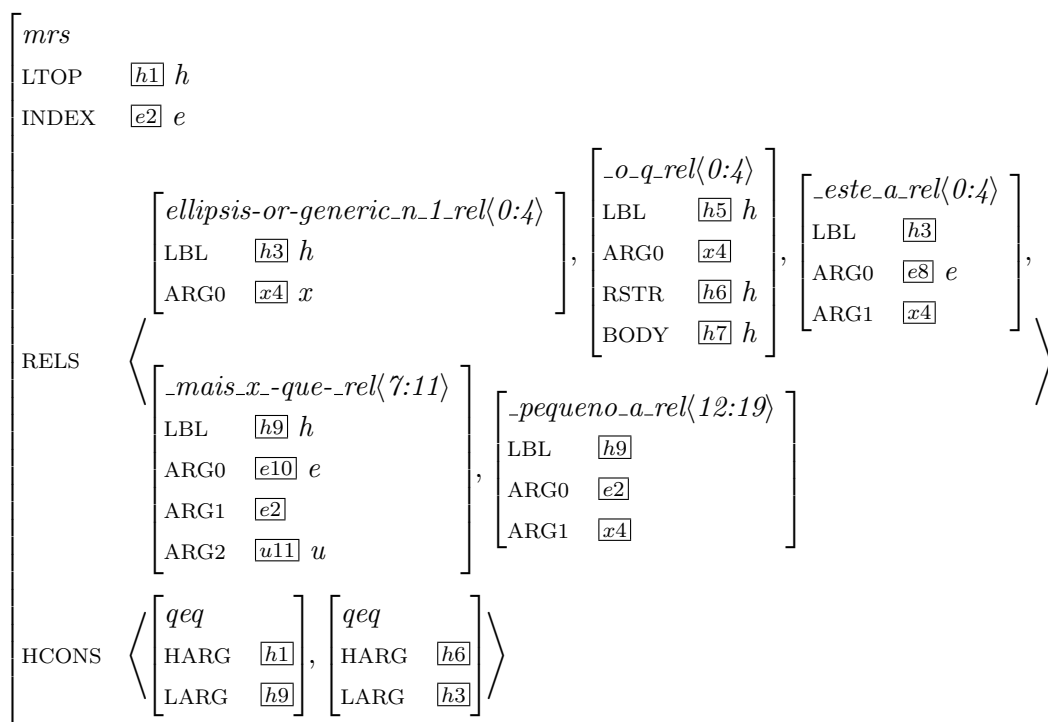 mrs
LTOP h1 h
INDEX e2 e
RELS
ellipsis-or-generic_n_1_rel⟨0:4⟩
LBL h3 h
ARG0 x4 x
,
_o_q_rel⟨0:4⟩
LBL h5 h
ARG0 x4
RSTR h6 h
BODY h7 h
,
_este_a_rel⟨0:4⟩
LBL h3
ARG0 e8 e
ARG1 x4
,
_mais_x_-que-_rel⟨7:11⟩
LBL h9 h
ARG0 e10 e
ARG1 e2
ARG2 u11 u
,
_pequeno_a_rel⟨12:19⟩
LBL h9
ARG0 e2
ARG1 x4
HCONS
qeq
HARG h1
LARG h9
,
qeq
HARG h6
LARG h3